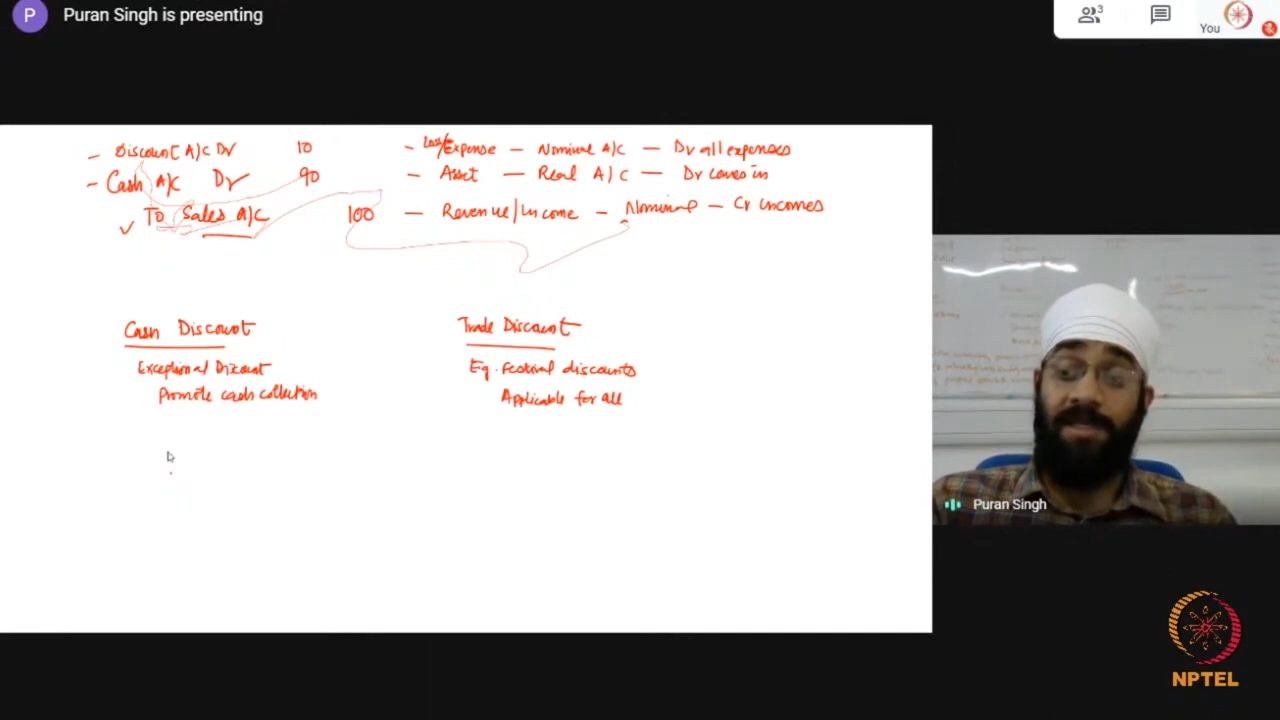 P Puran Singh is presenting
3
You
- Discount A/C Dr 10 - Loss/Expense - Nominal A/C - Dr all expenses
- Cash A/C Dr 90 - Asset - Real A/C - Dr comes in
✓ To Sales A/C 100 - Revenue/Income - Nominal - Cr incomes
Cash Discount
Exceptional Discount
Promote cash collection
Trade Discount
Eg. Festival discounts
Applicable for all
Puran Singh
NPTEL